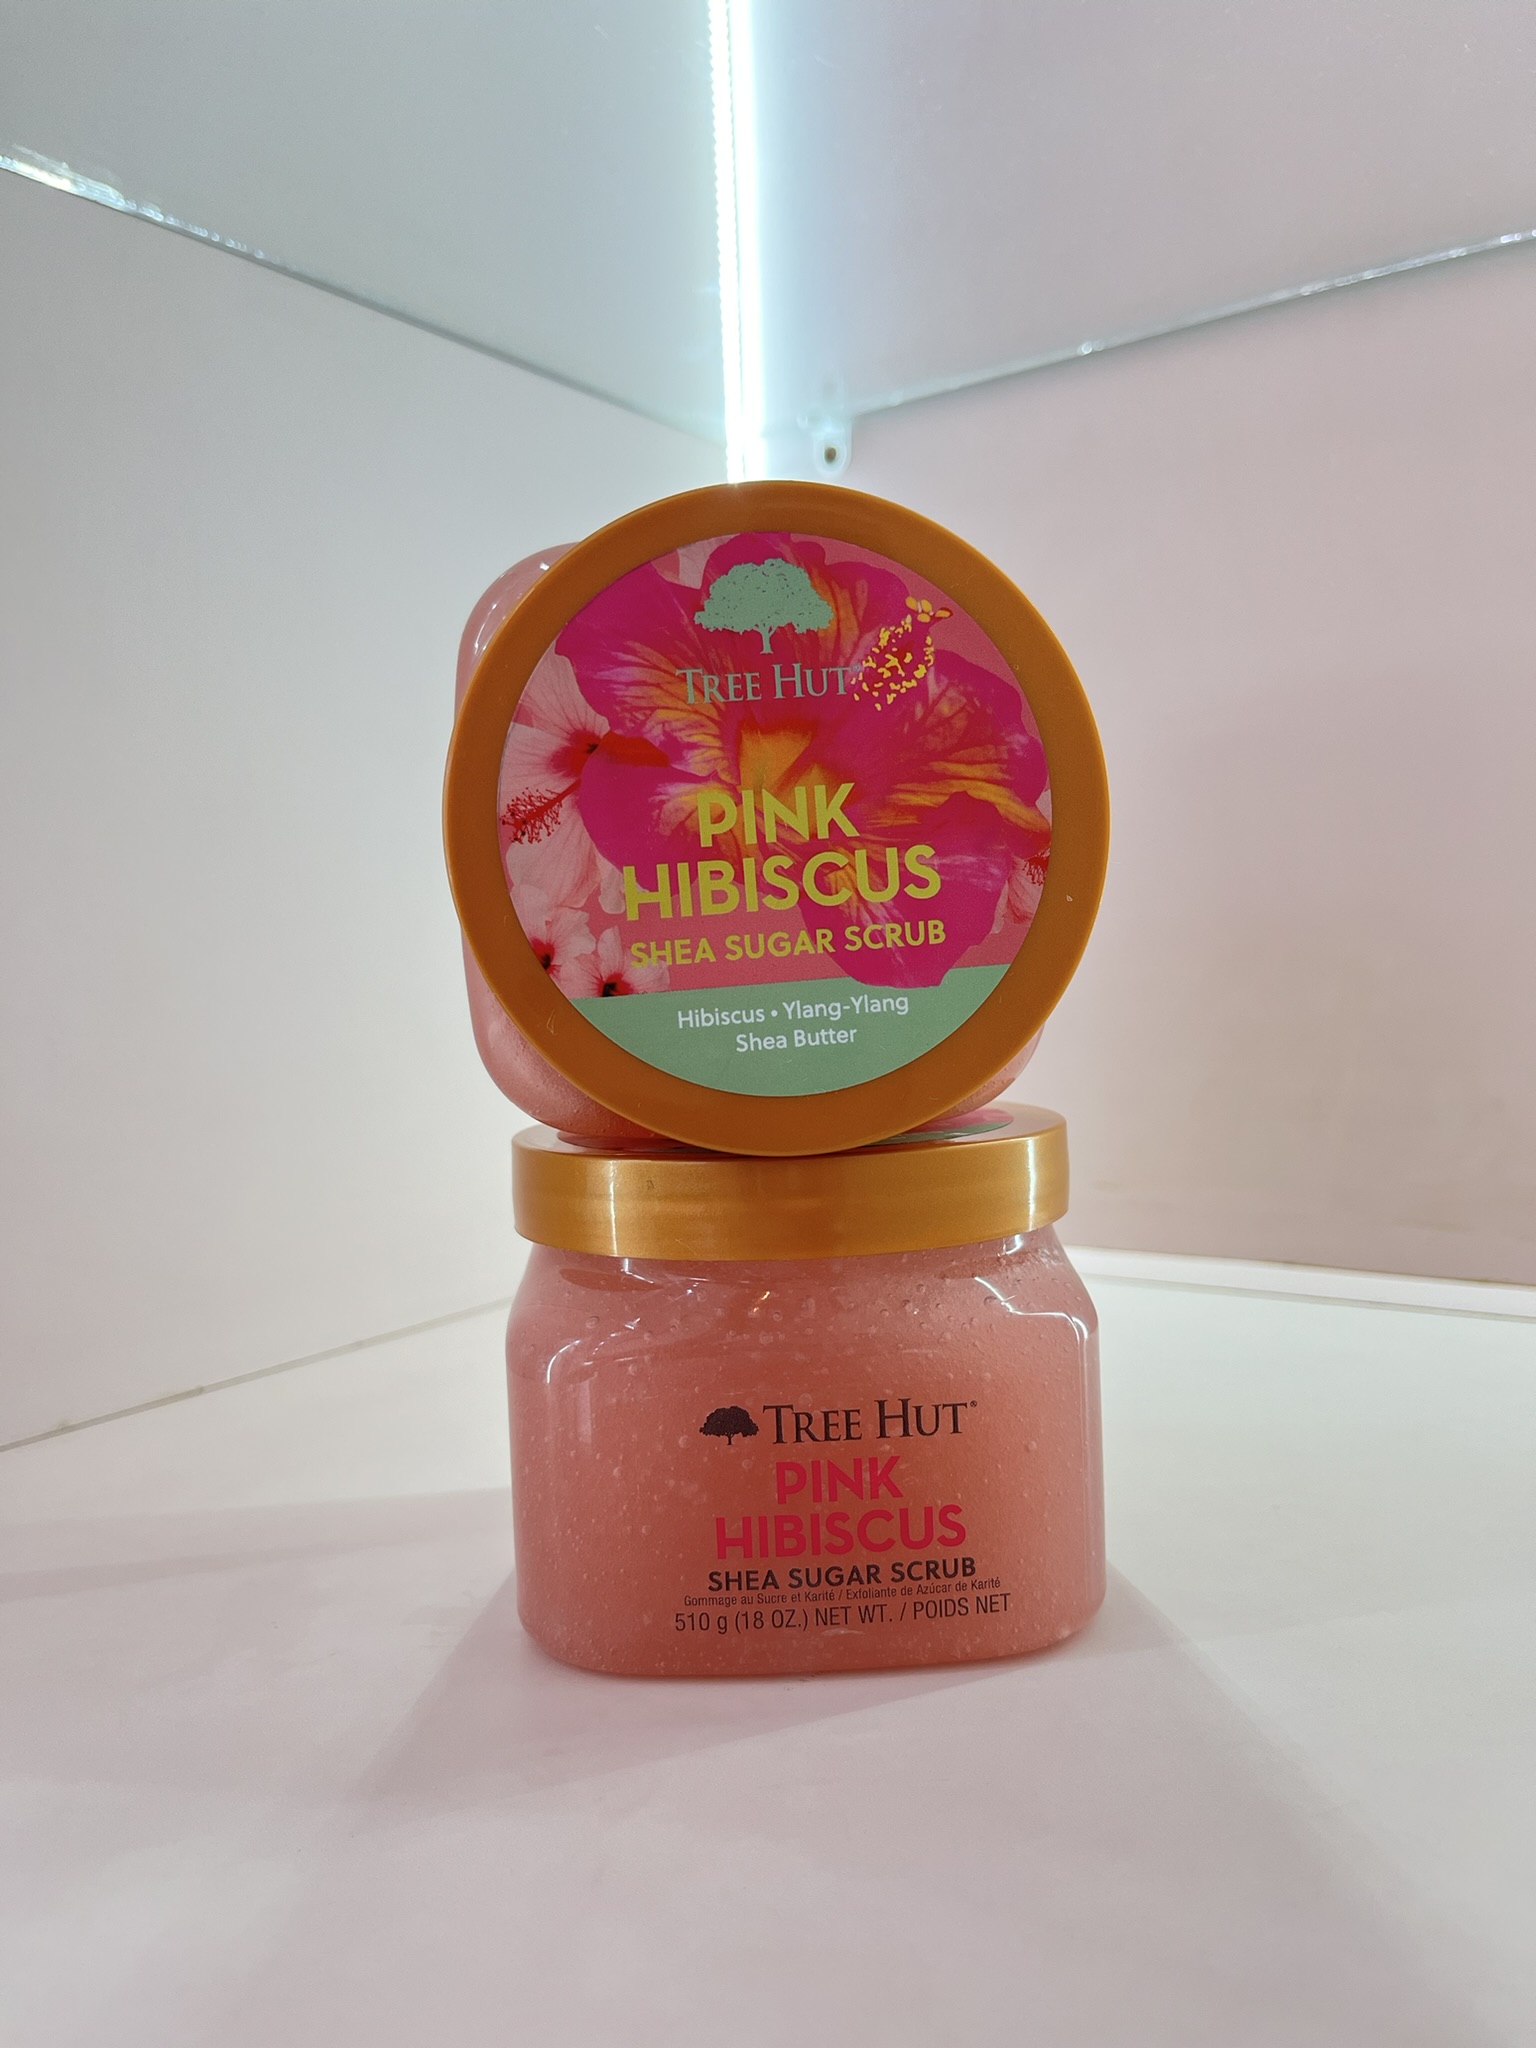 TREE HUT®
PINK
HIBISCUS
SHEA SUGAR SCRUB
Hibiscus • Ylang-Ylang
Shea Butter
TREE HUT®
PINK
HIBISCUS
SHEA SUGAR SCRUB
Gommage au Sucre et Karité / Exfoliante de Azúcar de Karité
510 g (18 OZ.) NET WT. / POIDS NET